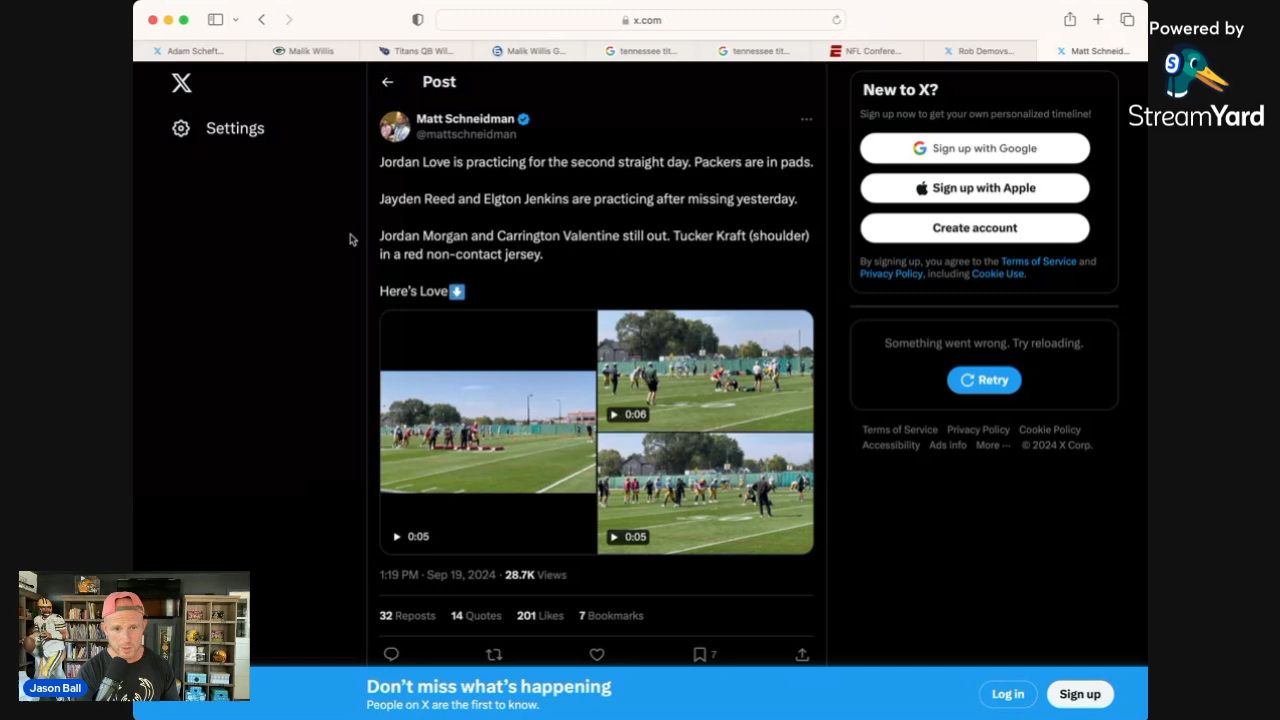 x.com
Powered by
StreamYard
Adam Scheft...
Malik Willis
Titans QB Wil...
Malik Willis G...
tennessee tit...
tennessee tit...
NFL Confere...
Rob Demovs...
Matt Schneid...
Settings
Post
Matt Schneidman
@mattschneidman
Jordan Love is practicing for the second straight day. Packers are in pads.
Jayden Reed and Elgton Jenkins are practicing after missing yesterday.
Jordan Morgan and Carrington Valentine still out. Tucker Kraft (shoulder)
in a red non-contact jersey.
Here's Love⬇️
0:05
0:06
0:05
1:19 PM · Sep 19, 2024 · 28.7K Views
32 Reposts 14 Quotes 201 Likes 7 Bookmarks
7
New to X?
Sign up now to get your own personalized timeline!
Sign up with Google
Sign up with Apple
Create account
By signing up, you agree to the Terms of Service and
Privacy Policy, including Cookie Use.
Something went wrong. Try reloading.
Retry
Terms of Service Privacy Policy Cookie Policy
Accessibility Ads info More ··· © 2024 X Corp.
Jason Ball
Don't miss what's happening
People on X are the first to know.
Log in
Sign up